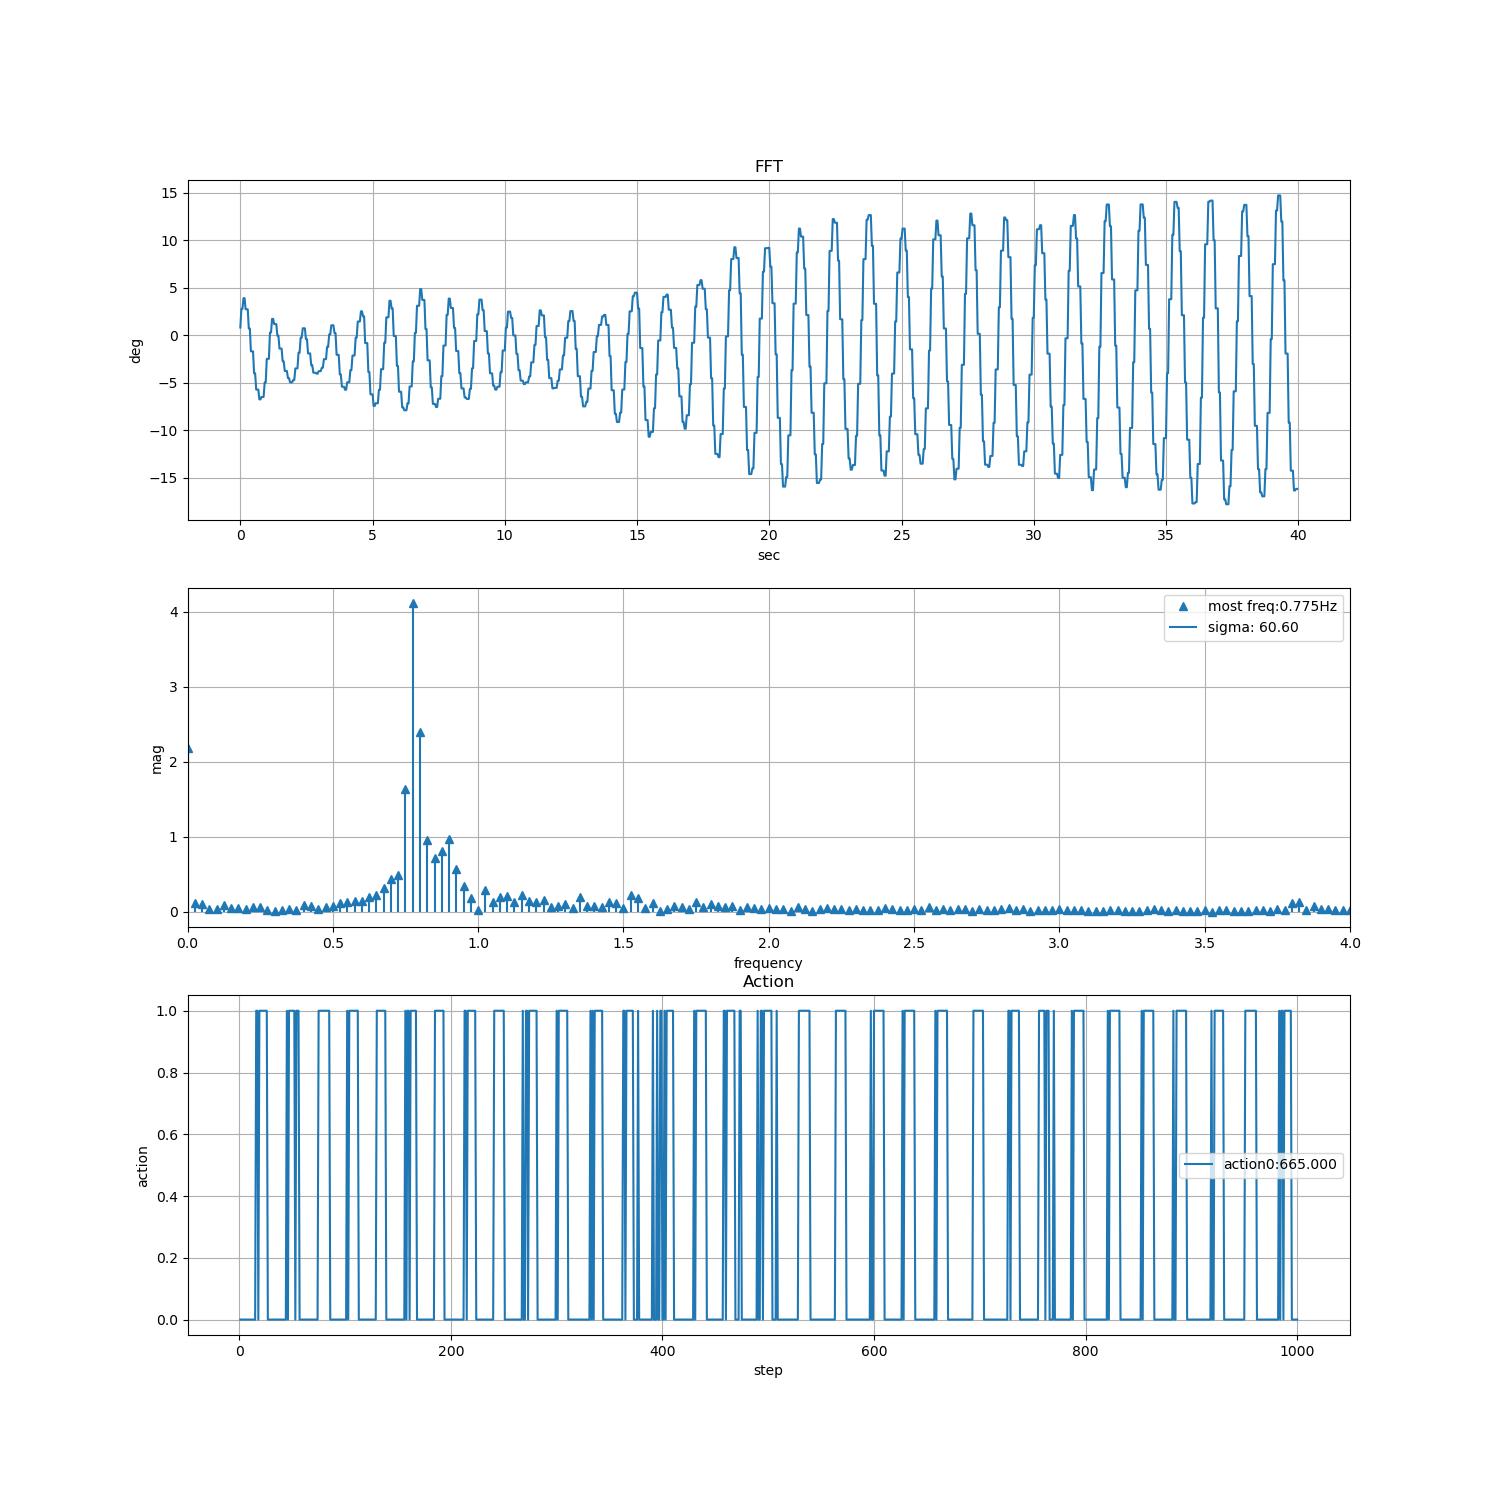 FFT
15
10
5
0
−5
−10
−15
deg
0 5 10 15 20 25 30 35 40
sec
most freq:0.775Hz
sigma: 60.60
4
3
2
1
0
mag
0.0 0.5 1.0 1.5 2.0 2.5 3.0 3.5 4.0
frequency
Action
1.0
0.8
0.6
0.4
0.2
0.0
action
action0:665.000
0 200 400 600 800 1000
step